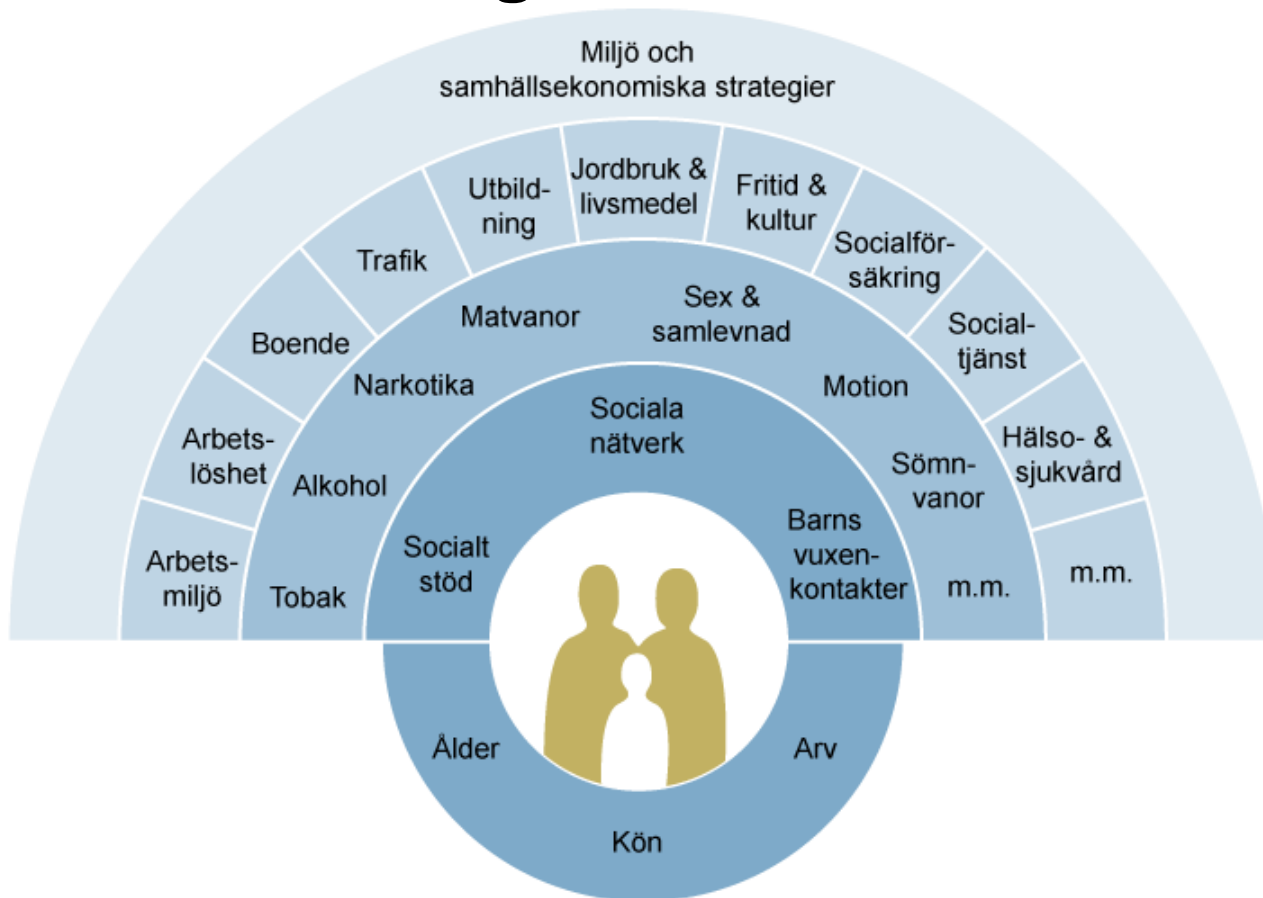 g
Miljö och
samhällsekonomiska strategier
Jordbruk &
livsmedel
Utbild-
ning
Fritid &
kultur
Trafik
Socialför-
säkring
Boende
Social-
tjänst
Arbets-
löshet
Hälso- &
sjukvård
Arbets-
miljö
m.m.
Matvanor
Sex &
samlevnad
Narkotika
Motion
Alkohol
Sömn-
vanor
Tobak
m.m.
Sociala
nätverk
Socialt
stöd
Barns
vuxen-
kontakter
Ålder
Arv
Kön